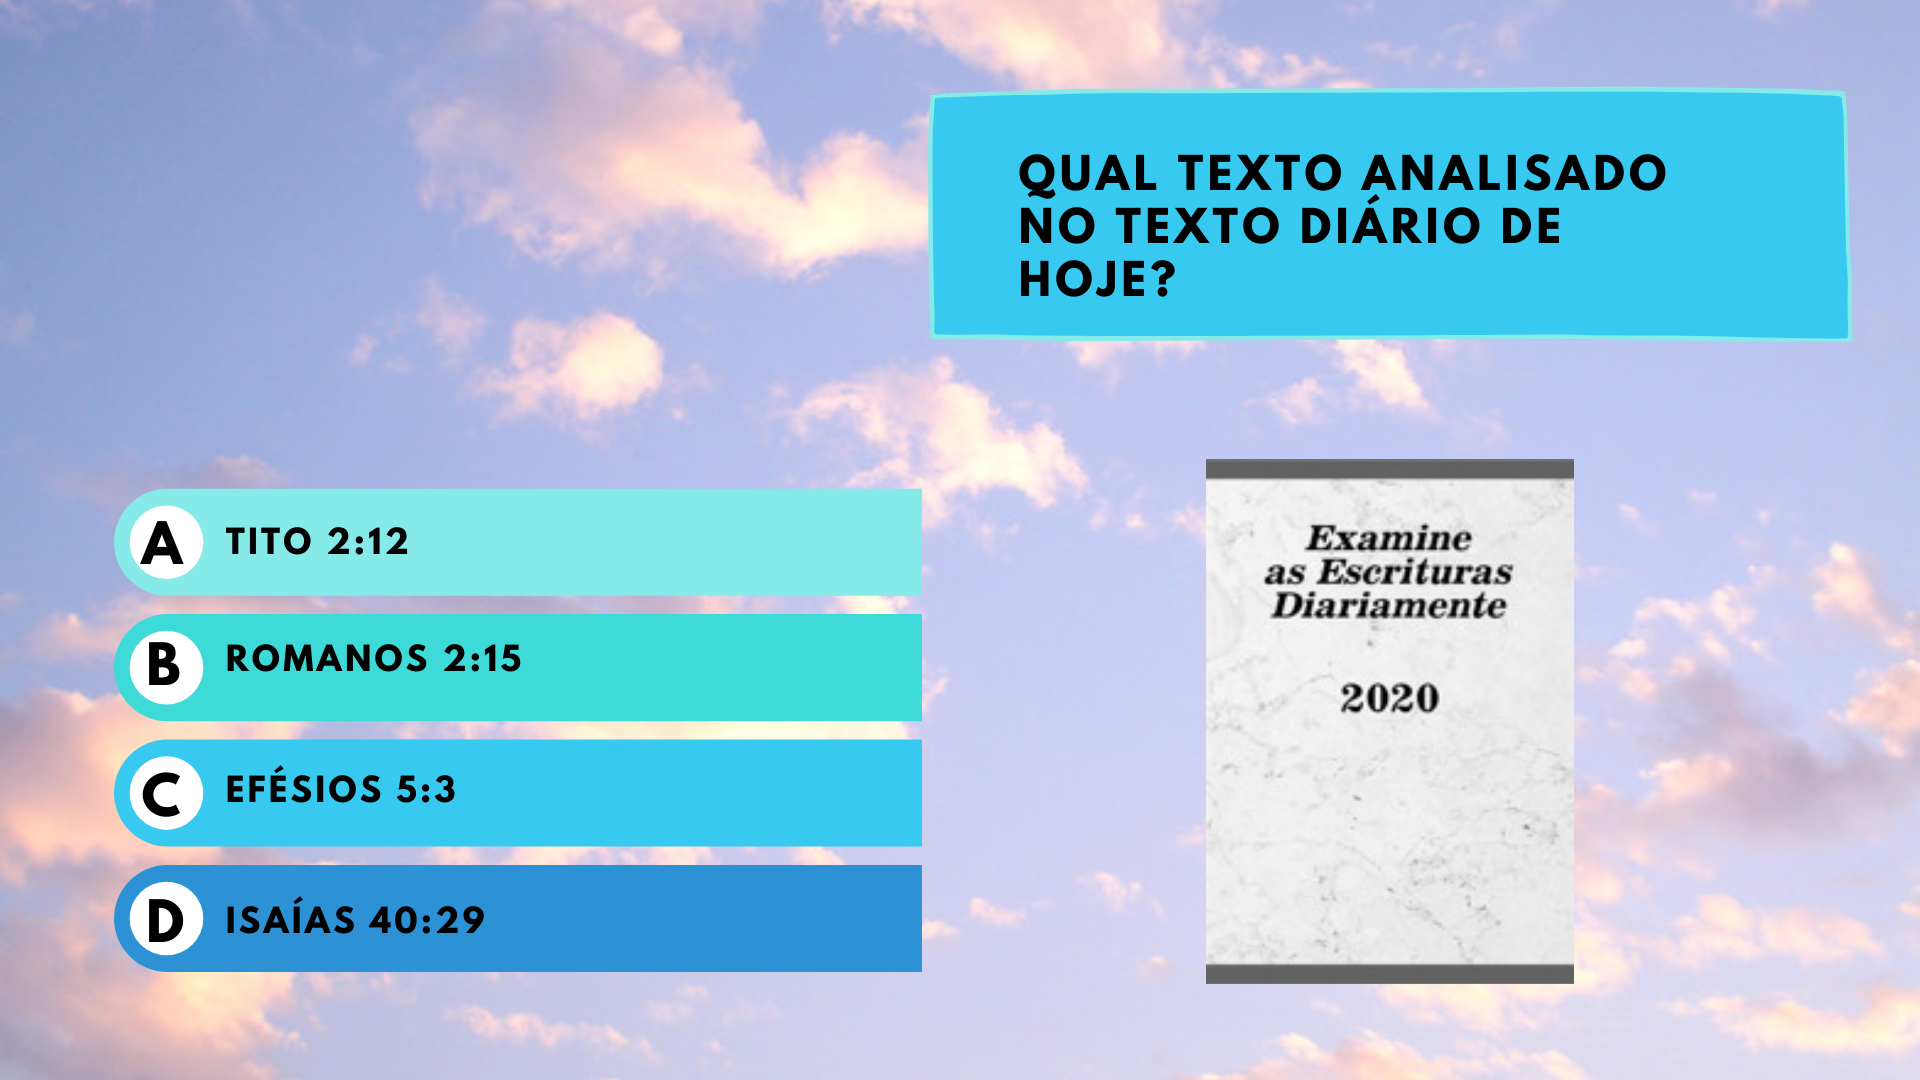 QUAL TEXTO ANALISADO
NO TEXTO DIÁRIO DE
HOJE?
A TITO 2:12
B ROMANOS 2:15
C EFÉSIOS 5:3
D ISAÍAS 40:29
Examine
as Escrituras
Diariamente
2020